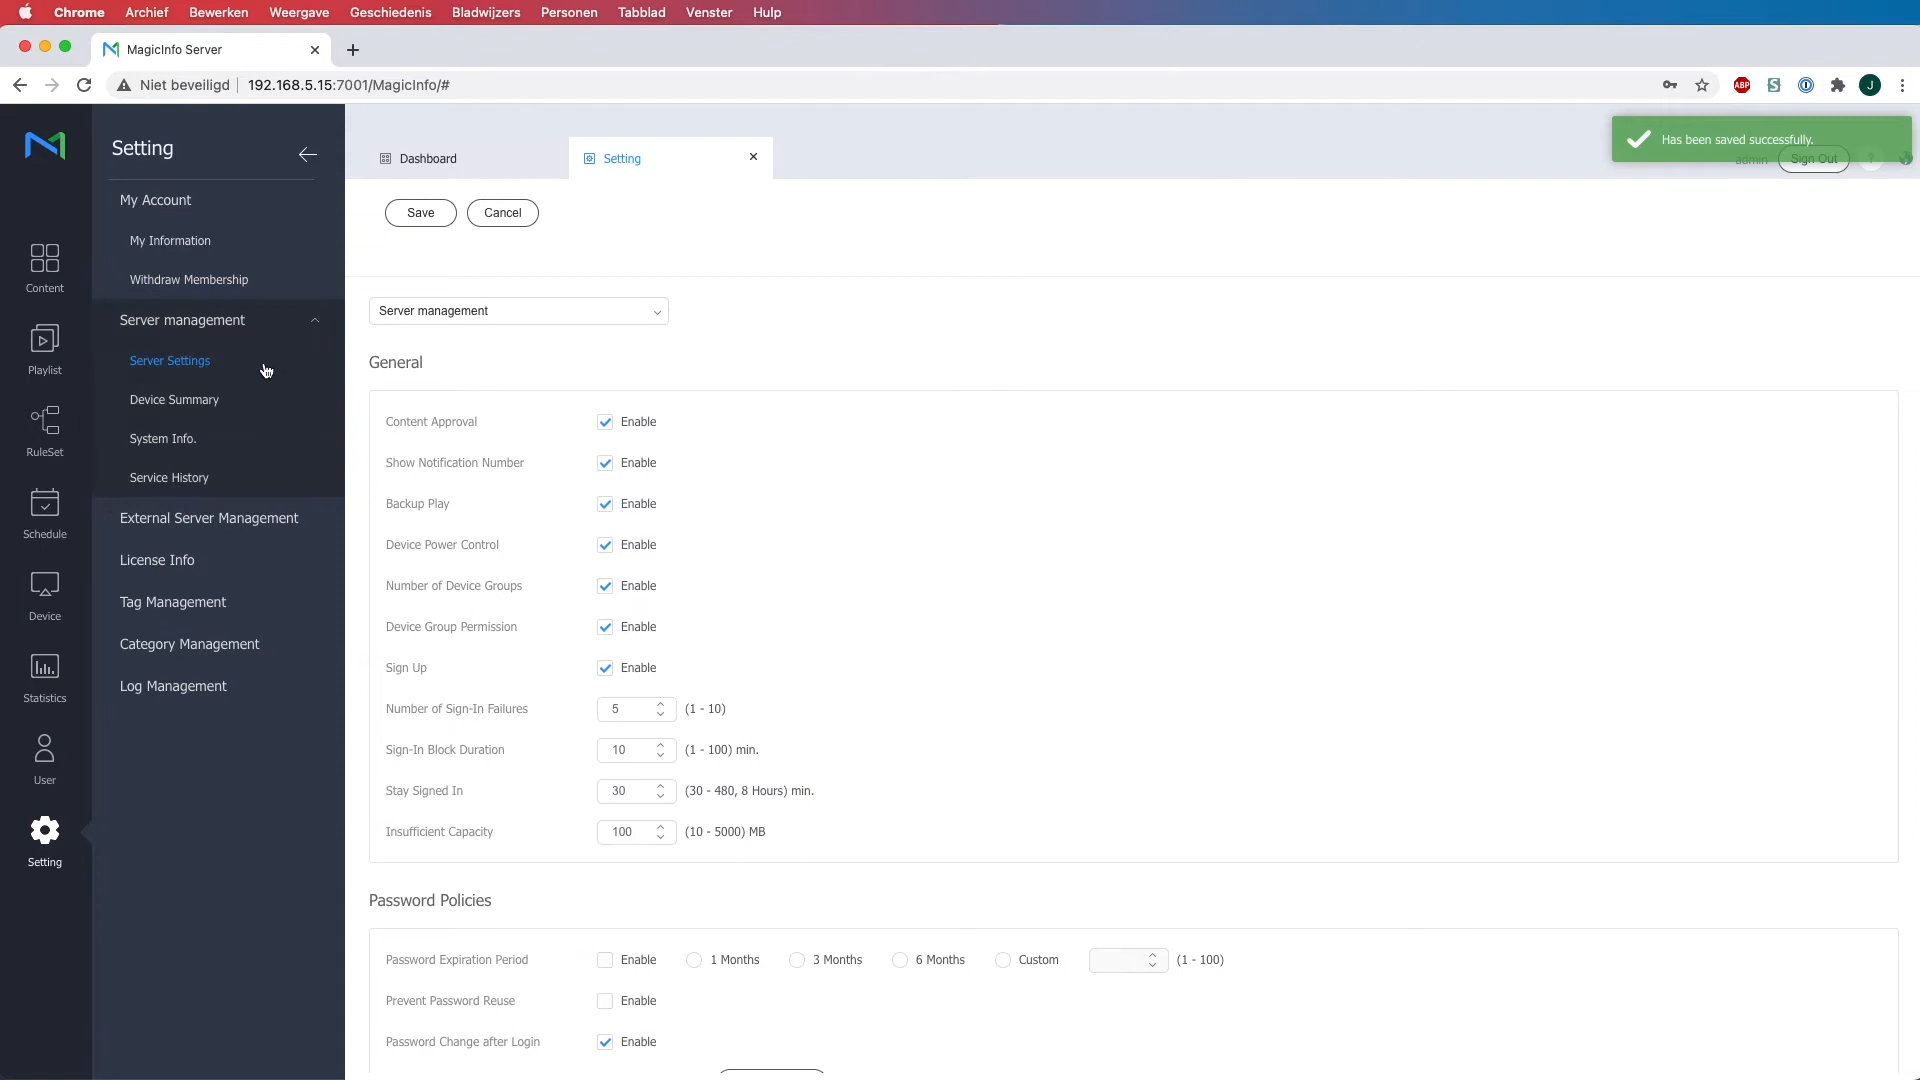 Chrome Archief Bewerken Weergave Geschiedenis Bladwijzers Personen Tabblad Venster Hulp
MagicInfo Server
Niet beveiligd 192.168.5.15:7001/MagicInfo/#
ABP
S
J
Setting
My Account
My Information
Withdraw Membership
Server management
Server Settings
Device Summary
System Info.
Service History
External Server Management
License Info
Tag Management
Category Management
Log Management
Content
Playlist
RuleSet
Schedule
Device
Statistics
User
Setting
Dashboard
Setting
Has been saved successfully.
admin Sign Out ?
Save Cancel
Server management
General
Content Approval Enable
Show Notification Number Enable
Backup Play Enable
Device Power Control Enable
Number of Device Groups Enable
Device Group Permission Enable
Sign Up Enable
Number of Sign-In Failures 5 (1 - 10)
Sign-In Block Duration 10 (1 - 100) min.
Stay Signed In 30 (30 - 480, 8 Hours) min.
Insufficient Capacity 100 (10 - 5000) MB
Password Policies
Password Expiration Period Enable 1 Months 3 Months 6 Months Custom (1 - 100)
Prevent Password Reuse Enable
Password Change after Login Enable